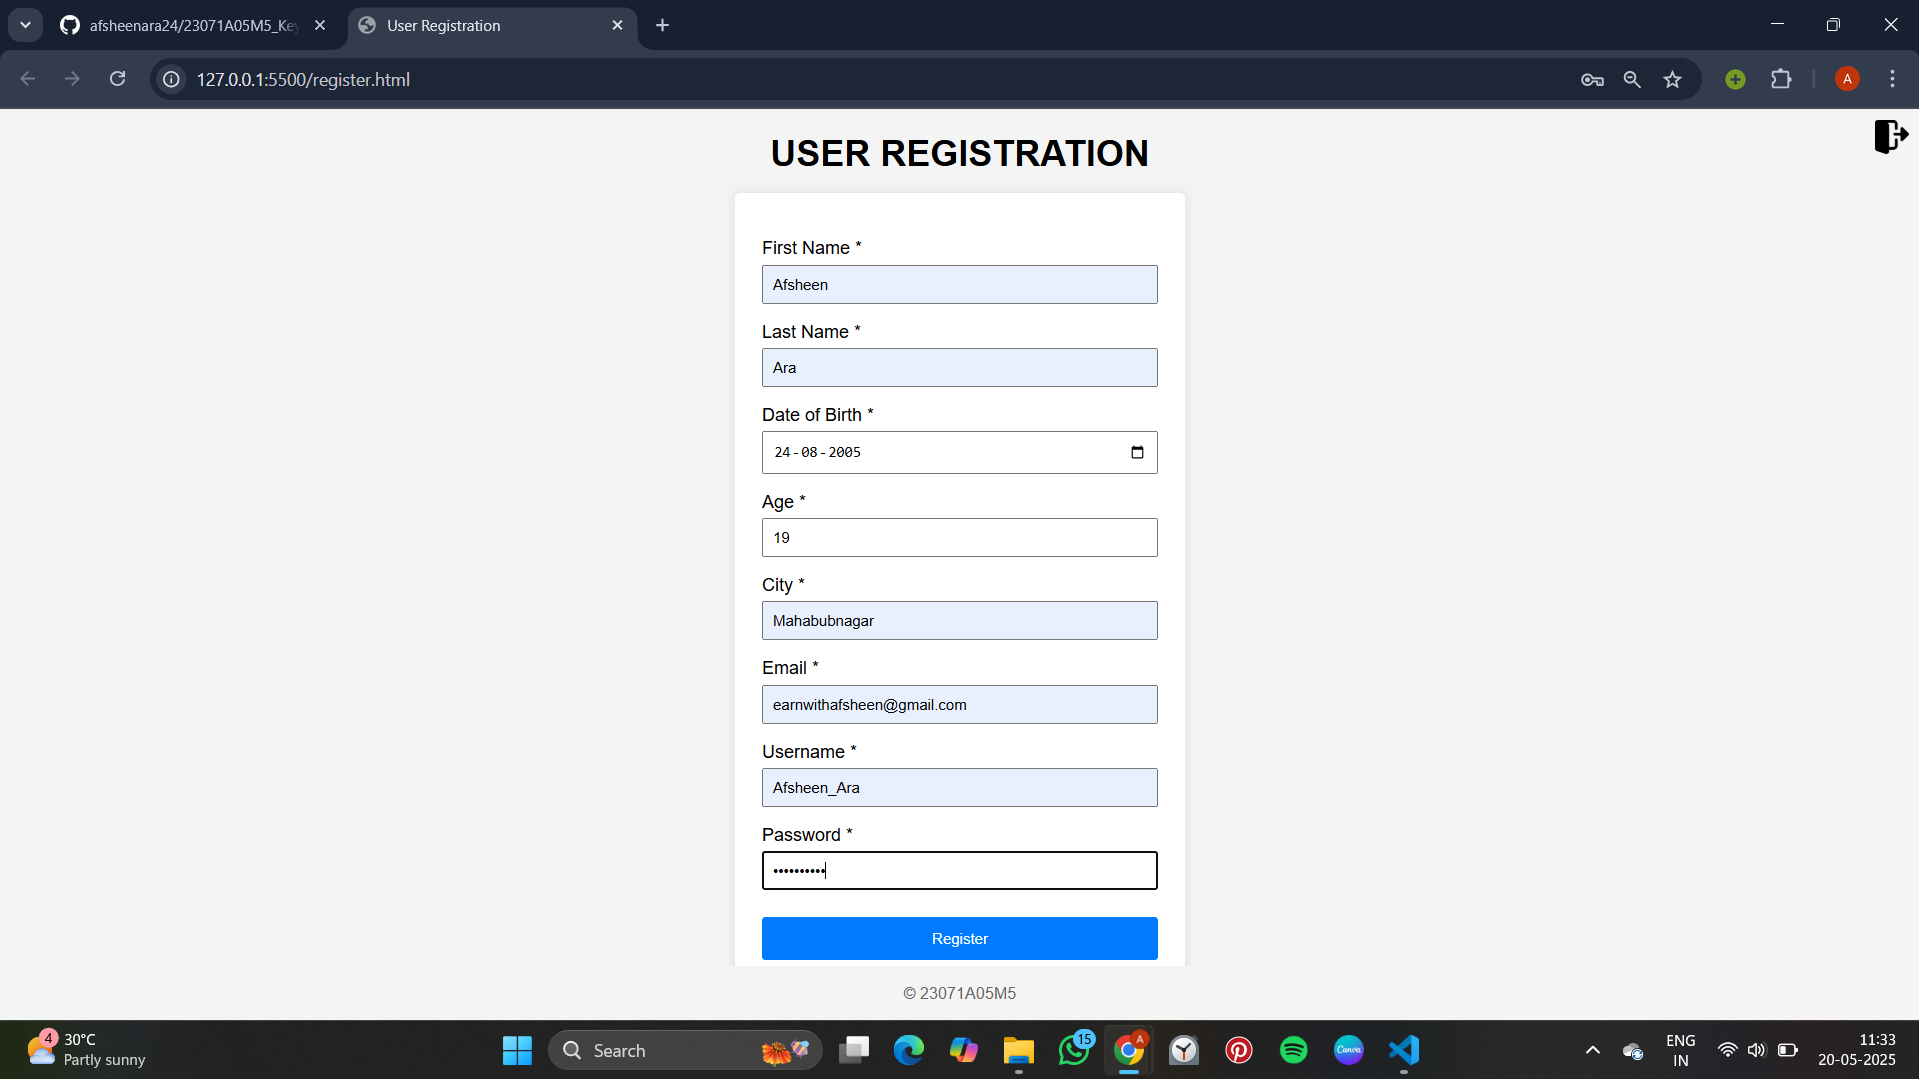 afsheenara24/23071A05M5_Key
User Registration
127.0.0.1:5500/register.html
A
USER REGISTRATION
First Name *
Afsheen
Last Name *
Ara
Date of Birth *
24-08-2005
Age *
19
City *
Mahabubnagar
Email *
earnwithafsheen@gmail.com
Username *
Afsheen_Ara
Password *
••••••••••
Register
© 23071A05M5
4
30°C
Partly sunny
Search
15
A
Canva
ENG
IN
11:33
20-05-2025